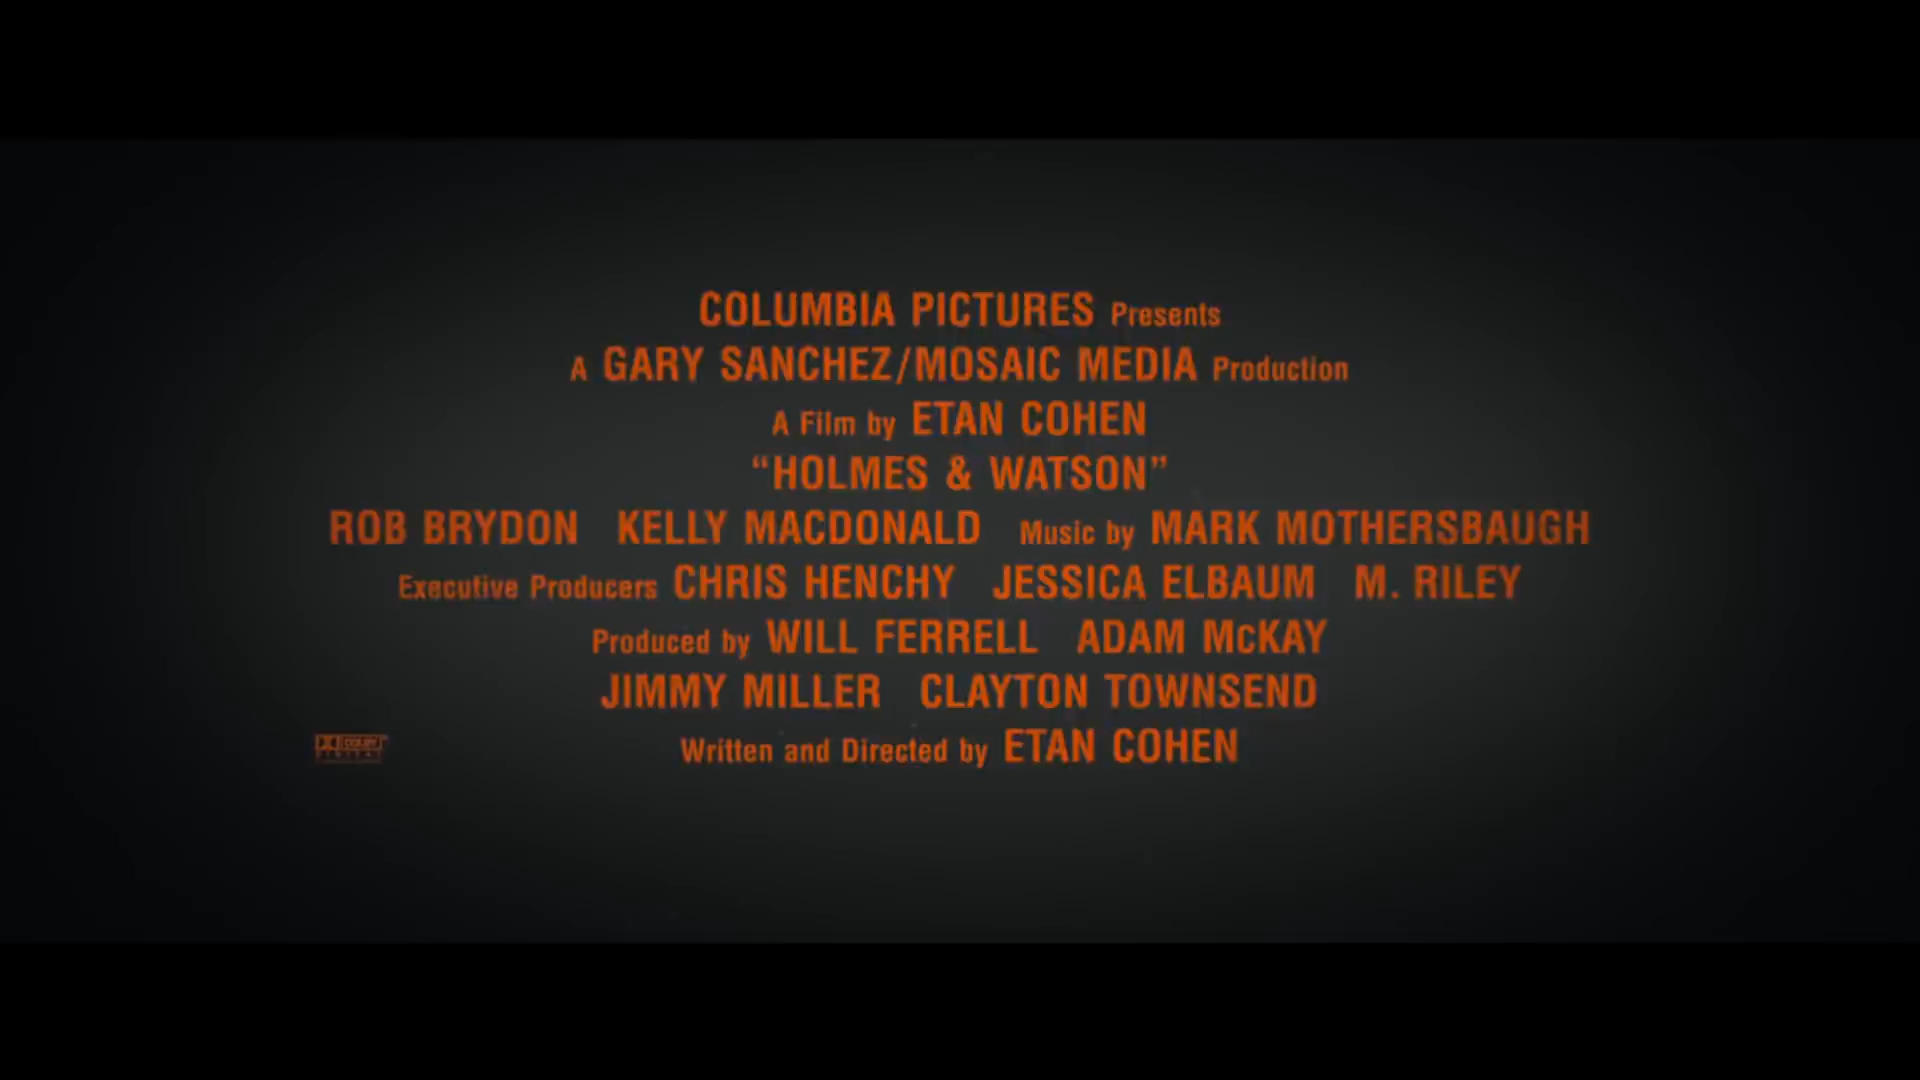 COLUMBIA PICTURES Presents
A GARY SANCHEZ/MOSAIC MEDIA Production
A Film by ETAN COHEN
“HOLMES & WATSON”
ROB BRYDON KELLY MACDONALD Music by MARK MOTHERSBAUGH
Executive Producers CHRIS HENCHY JESSICA ELBAUM M. RILEY
Produced by WILL FERRELL ADAM McKAY
JIMMY MILLER CLAYTON TOWNSEND
Written and Directed by ETAN COHEN
DOLBY
DIGITAL